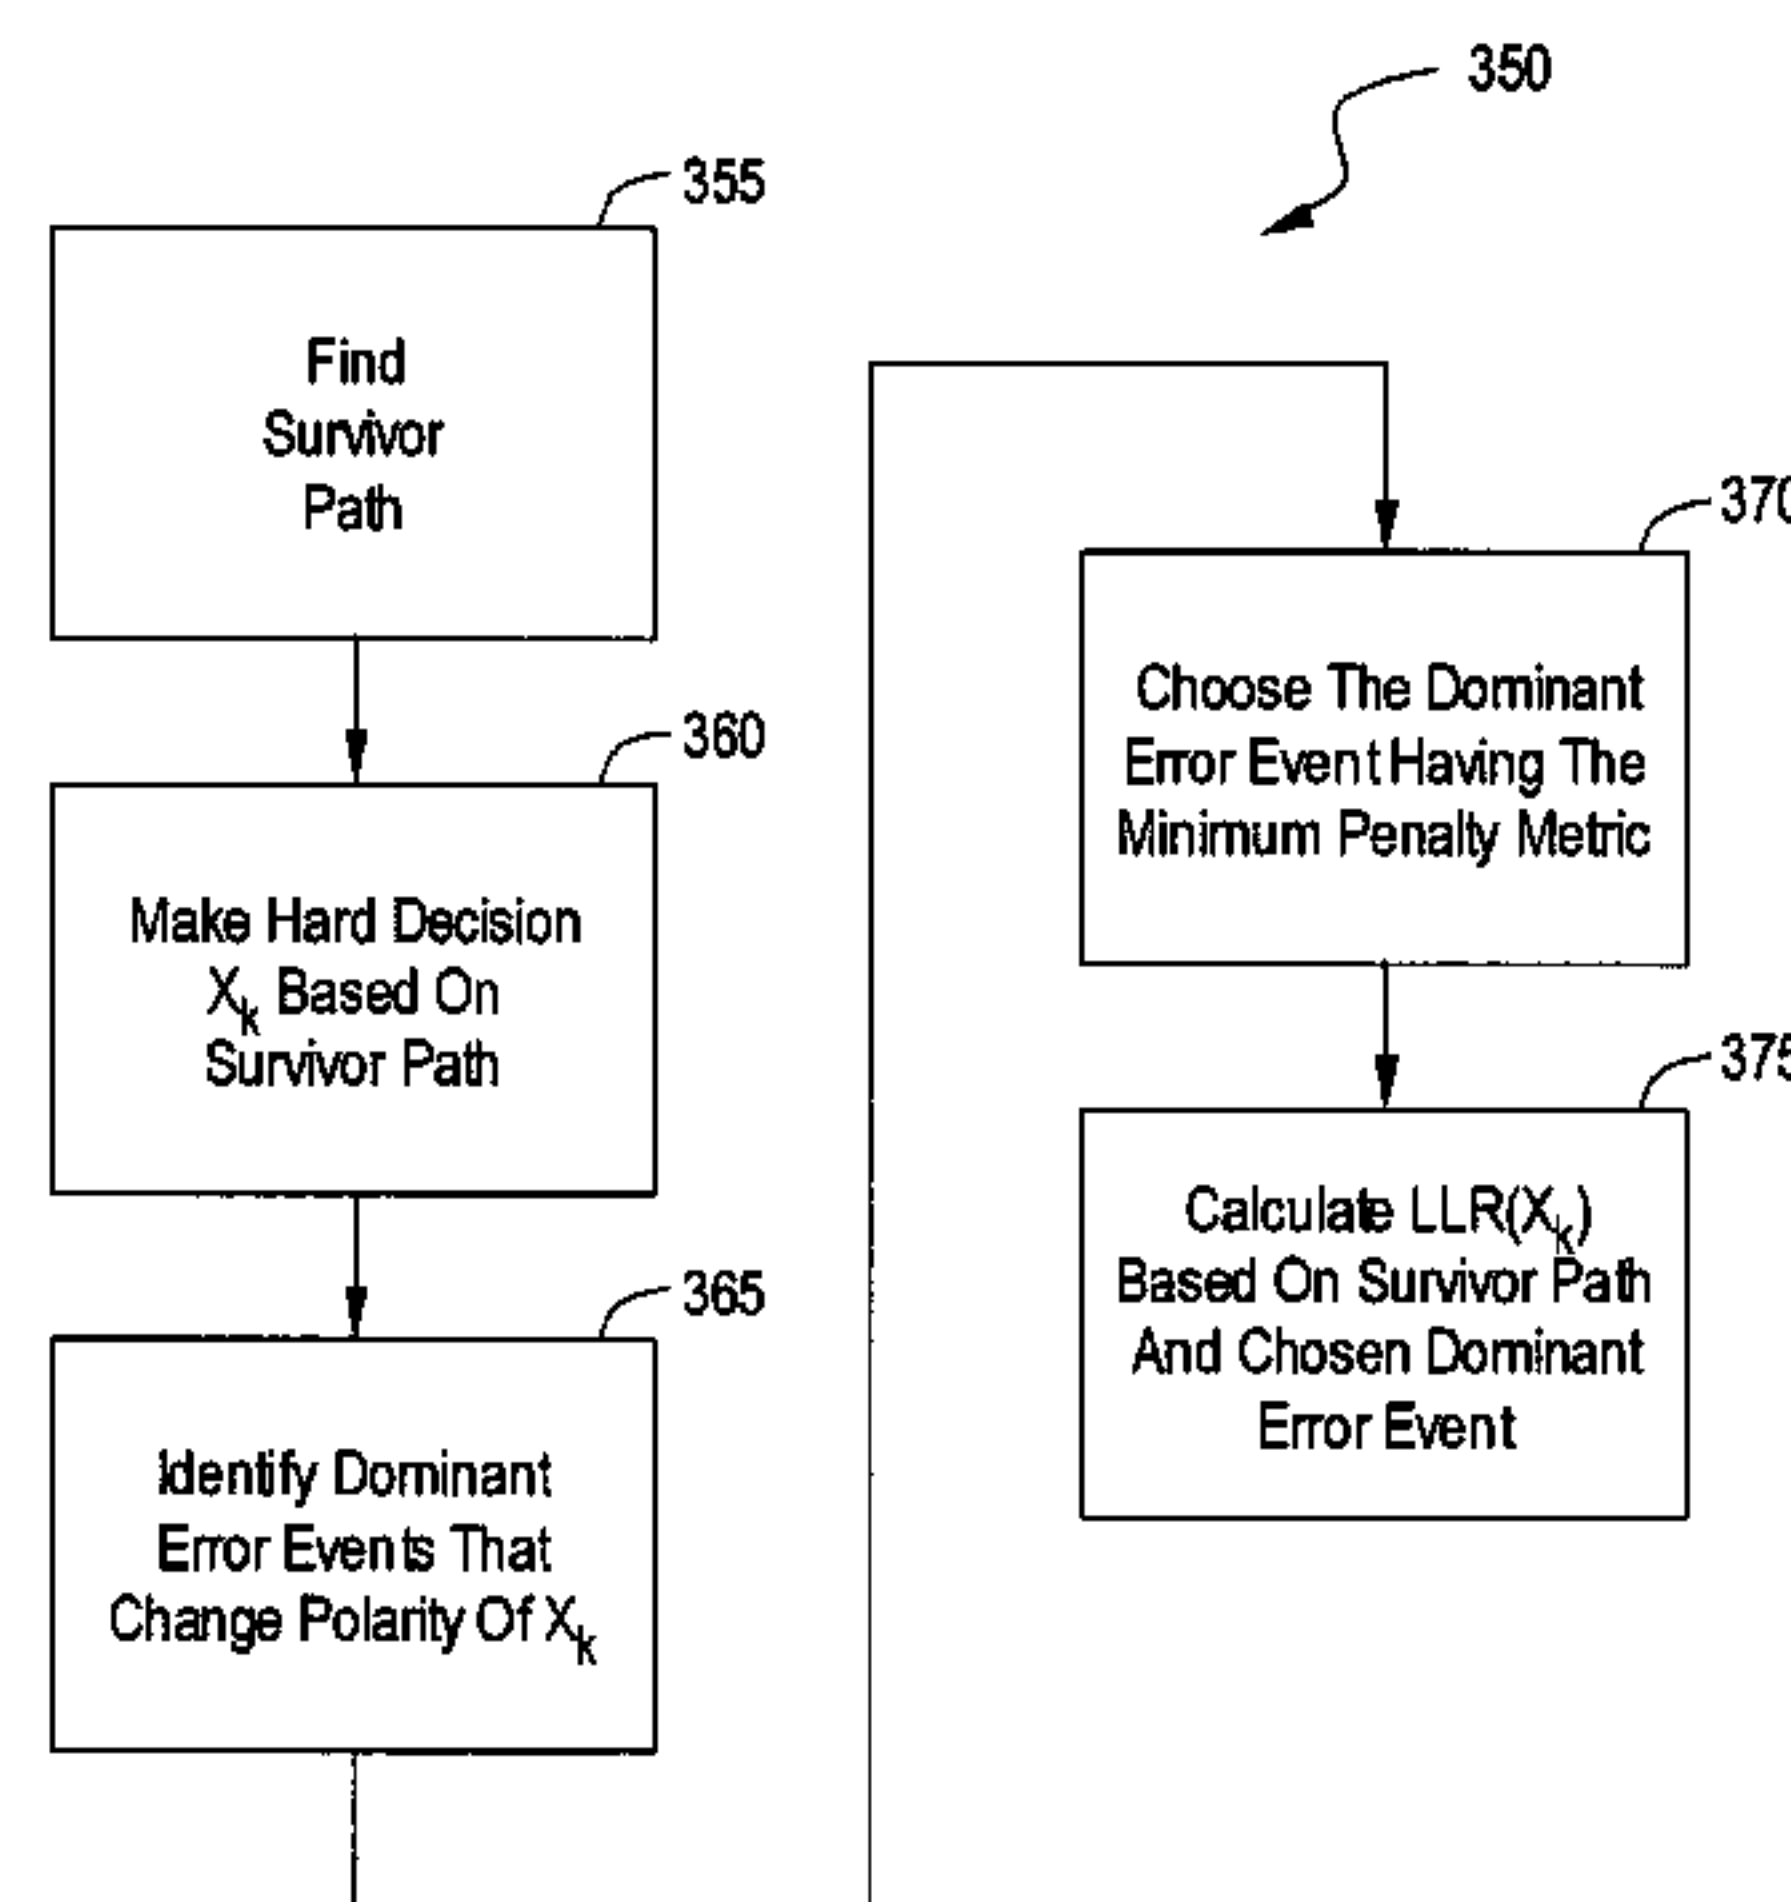 350
355
Find
Survivor
Path
360
Make Hard Decision
Xk Based On
Survivor Path
365
Identify Dominant
Error Events That
Change Polarity Of Xk
370
Choose The Dominant
Error Event Having The
Minimum Penalty Metric
375
Calculate LLR(Xk)
Based On Survivor Path
And Chosen Dominant
Error Event